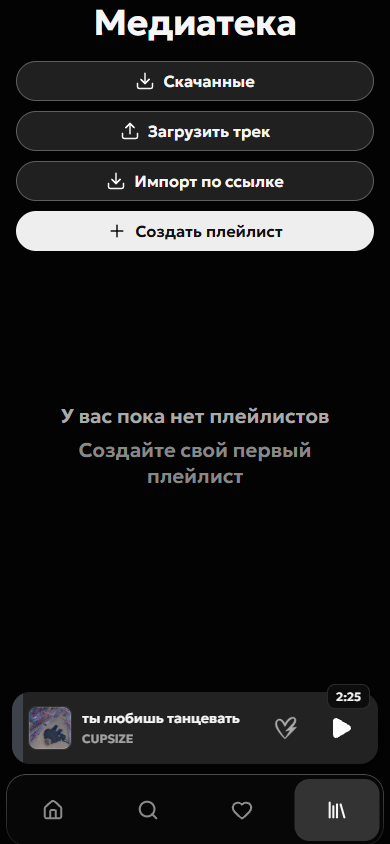 Медиатека
Скачанные
Загрузить трек
Импорт по ссылке
Создать плейлист
У вас пока нет плейлистов
Создайте свой первый
плейлист
2:25
ты любишь танцевать
CUPSIZE